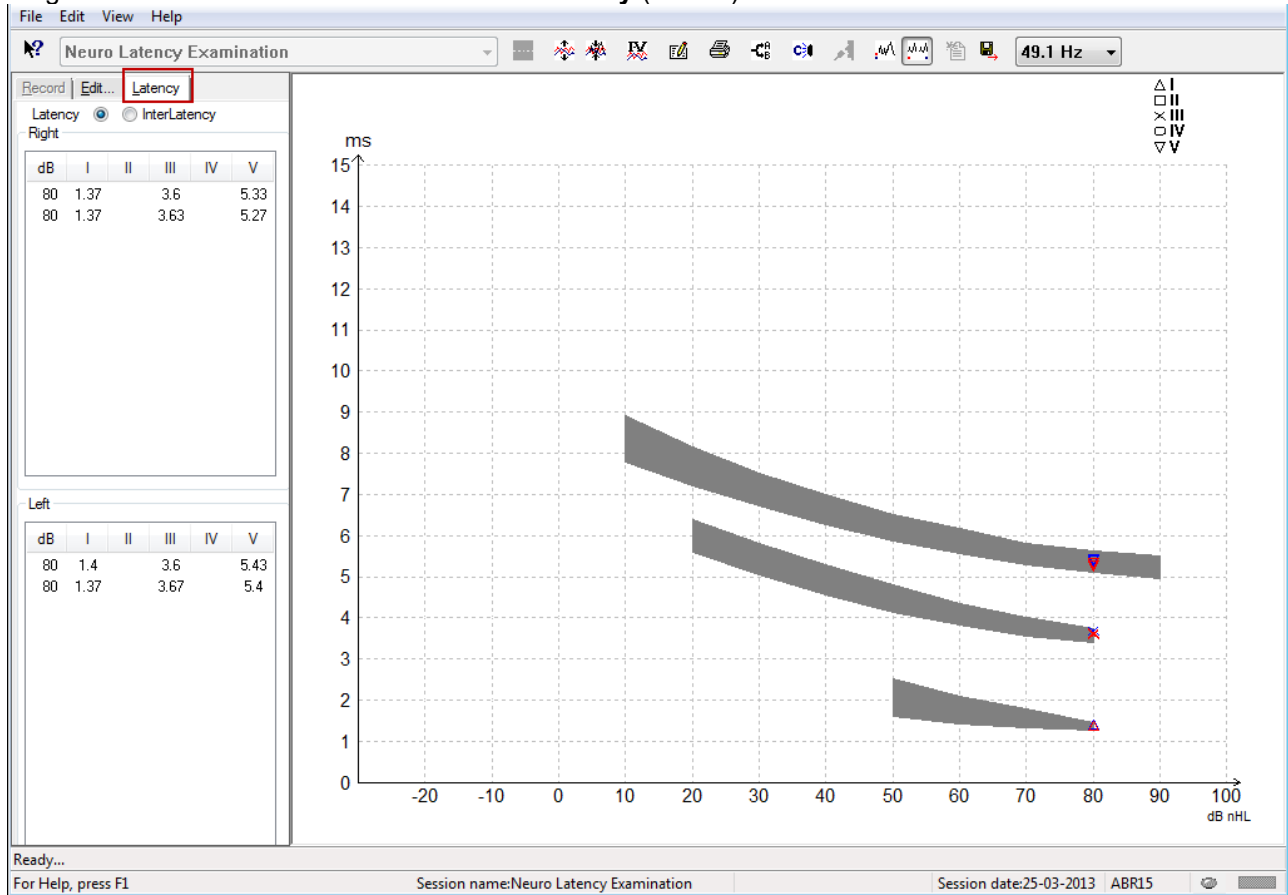 File Edit View Help
Neuro Latency Examination 49.1 Hz
Record Edit... Latency
Latency InterLatency
Right
dB I II III IV V
80 1.37 3.6 5.33
80 1.37 3.63 5.27
Left
dB I II III IV V
80 1.4 3.6 5.43
80 1.37 3.67 5.4
I
II
III
IV
V
ms
15
14
13
12
11
10
9
8
7
6
5
4
3
2
1
0
-20 -10 0 10 20 30 40 50 60 70 80 90 100
dB nHL
Ready...
For Help, press F1 Session name:Neuro Latency Examination Session date:25-03-2013 ABR15